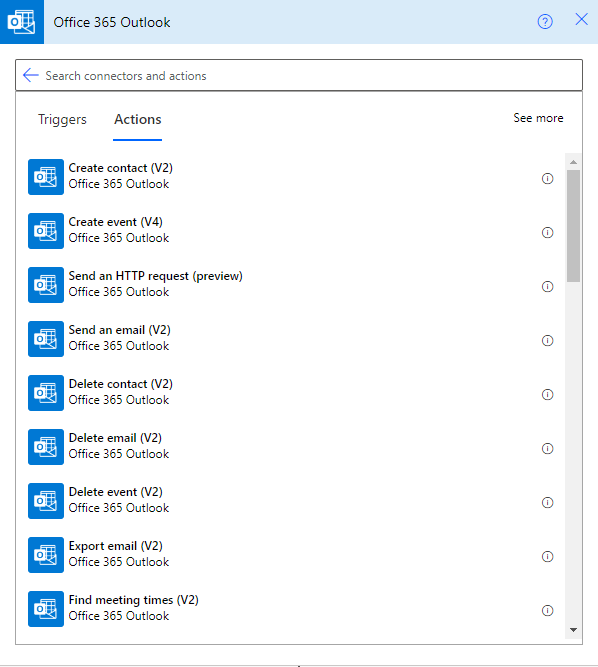 Office 365 Outlook
Search connectors and actions
Triggers
Actions
See more
Create contact (V2)
Office 365 Outlook
Create event (V4)
Office 365 Outlook
Send an HTTP request (preview)
Office 365 Outlook
Send an email (V2)
Office 365 Outlook
Delete contact (V2)
Office 365 Outlook
Delete email (V2)
Office 365 Outlook
Delete event (V2)
Office 365 Outlook
Export email (V2)
Office 365 Outlook
Find meeting times (V2)
Office 365 Outlook